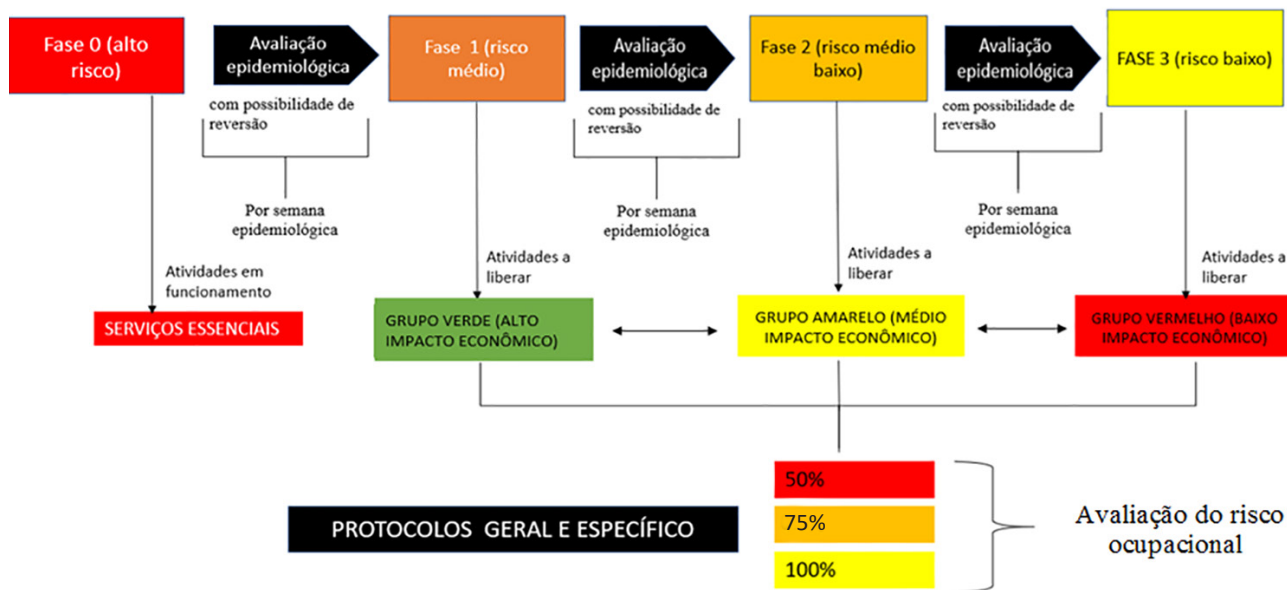 Fase 0 (alto
risco)
Avaliação
epidemiológica
Fase 1 (risco
médio)
Avaliação
epidemiológica
Fase 2 (risco médio
baixo)
Avaliação
epidemiológica
FASE 3 (risco baixo)
com possibilidade de
reversão
com possibilidade de
reversão
com possibilidade de
reversão
Por semana
epidemiológica
Por semana
epidemiológica
Por semana
epidemiológica
Atividades em
funcionamento
Atividades a
liberar
Atividades a
liberar
Atividades a
liberar
SERVIÇOS ESSENCIAIS
GRUPO VERDE (ALTO
IMPACTO ECONÔMICO)
GRUPO AMARELO (MÉDIO
IMPACTO ECONÔMICO)
GRUPO VERMELHO (BAIXO
IMPACTO ECONÔMICO)
PROTOCOLOS GERAL E ESPECÍFICO
50%
75%
100%
Avaliação do risco
ocupacional